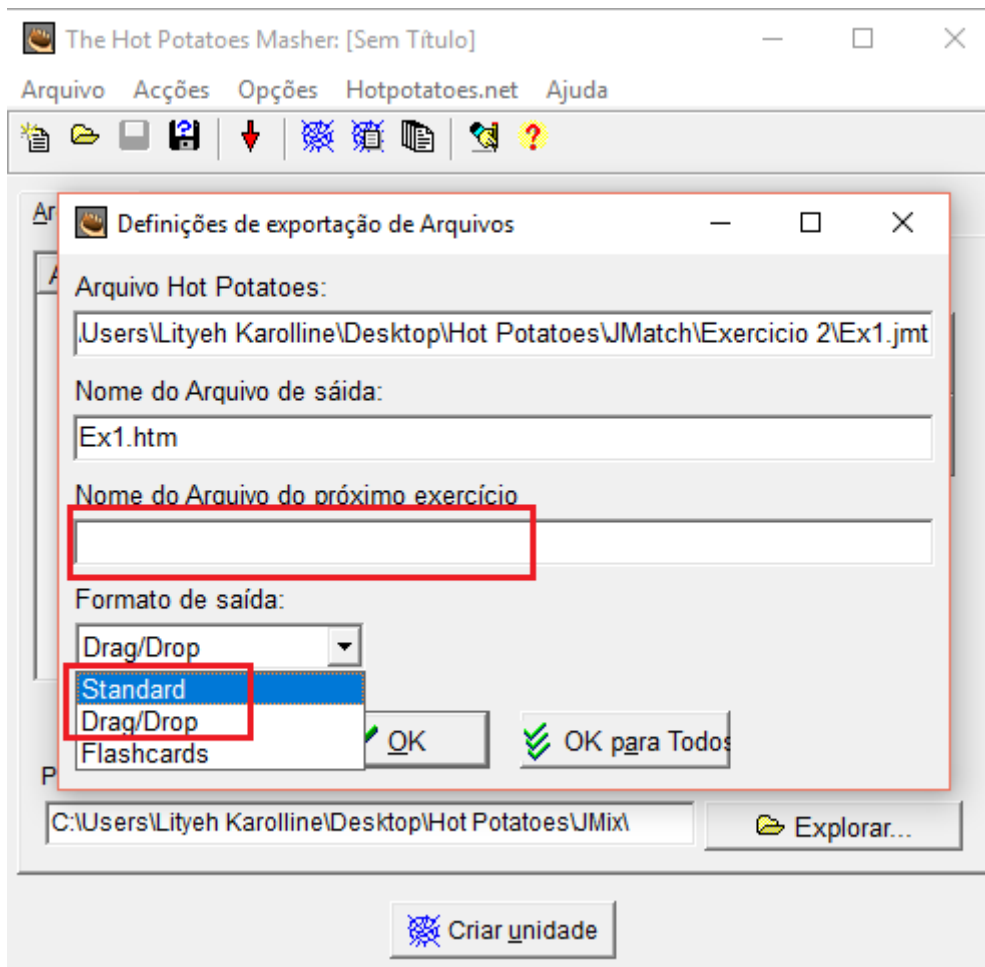 The Hot Potatoes Masher: [Sem Título]
Arquivo Acções Opções Hotpotatoes.net Ajuda
Ar
Definições de exportação de Arquivos
A
Arquivo Hot Potatoes:
.\Users\Lityeh Karolline\Desktop\Hot Potatoes\JMatch\Exercicio 2\Ex1.jmt
Nome do Arquivo de sáida:
Ex1.htm
Nome do Arquivo do próximo exercício
Formato de saída:
Drag/Drop
Standard
Drag/Drop
Flashcards
OK
OK para Todos
P
C:\Users\Lityeh Karolline\Desktop\Hot Potatoes\JMix\
Explorar...
Criar unidade